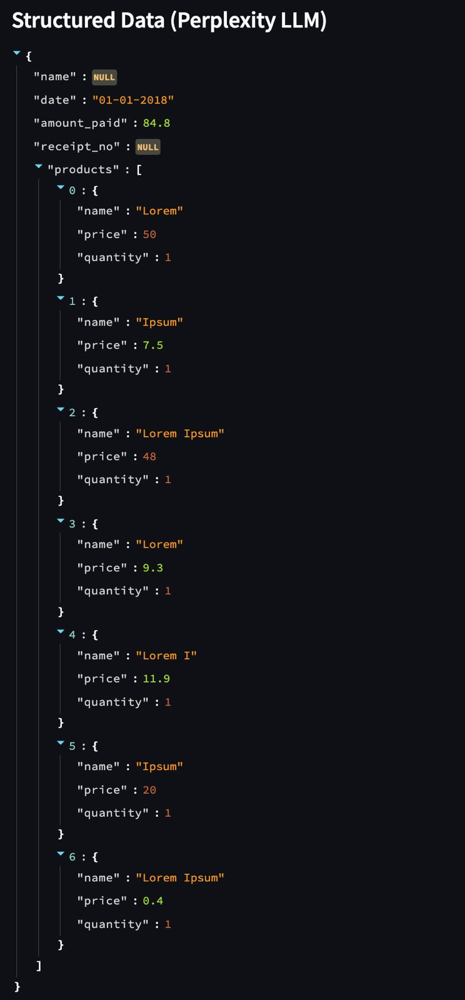 Structured Data (Perplexity LLM)
{
"name" : NULL
"date" : "01-01-2018"
"amount_paid" : 84.8
"receipt_no" : NULL
"products" : [
0 : {
"name" : "Lorem"
"price" : 50
"quantity" : 1
}
1 : {
"name" : "Ipsum"
"price" : 7.5
"quantity" : 1
}
2 : {
"name" : "Lorem Ipsum"
"price" : 48
"quantity" : 1
}
3 : {
"name" : "Lorem"
"price" : 9.3
"quantity" : 1
}
4 : {
"name" : "Lorem I"
"price" : 11.9
"quantity" : 1
}
5 : {
"name" : "Ipsum"
"price" : 20
"quantity" : 1
}
6 : {
"name" : "Lorem Ipsum"
"price" : 0.4
"quantity" : 1
}
]
}